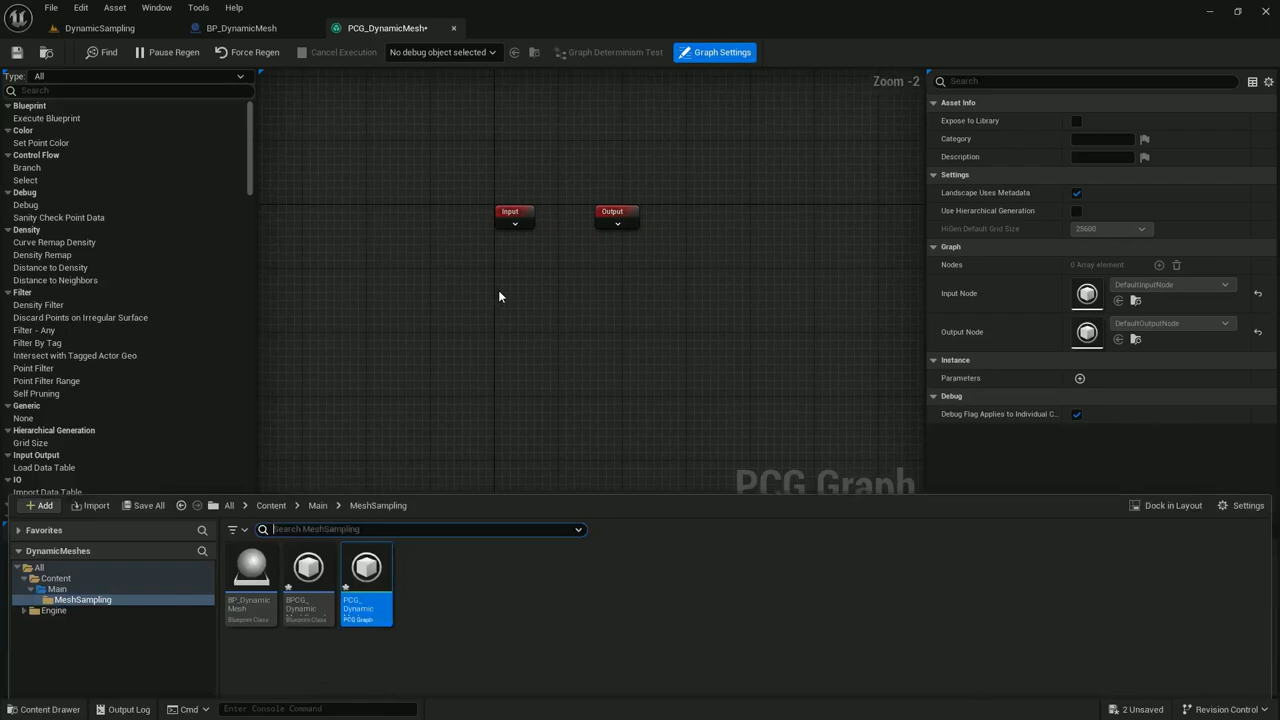 File Edit Asset Window Tools Help
DynamicSampling BP_DynamicMesh PCG_DynamicMesh•
Find Pause Regen Force Regen Cancel Execution No debug object selected Graph Determinism Test Graph Settings
Type: All
Search
Blueprint
Execute Blueprint
Color
Set Point Color
Control Flow
Branch
Select
Debug
Debug
Sanity Check Point Data
Density
Curve Remap Density
Density Remap
Distance to Density
Distance to Neighbors
Filter
Density Filter
Discard Points on Irregular Surface
Filter - Any
Filter By Tag
Intersect with Tagged Actor Geo
Point Filter
Point Filter Range
Self Pruning
Generic
None
Hierarchical Generation
Grid Size
Input Output
Load Data Table
IO
Import Data Table
Zoom -2
Input
Output
PCG Graph
Search
Asset Info
Expose to Library
Category
Description
Settings
Landscape Uses Metadata
Use Hierarchical Generation
HiGen Default Grid Size 25600
Graph
Nodes 0 Array element
Input Node DefaultInputNode
Output Node DefaultOutputNode
Instance
Parameters
Debug
Debug Flag Applies to Individual C...
Add Import Save All All Content Main MeshSampling Dock in Layout Settings
Favorites
DynamicMeshes
All
Content
Main
MeshSampling
Engine
Search MeshSampling
BP_Dynamic
Mesh
Blueprint Class
BPCG_
Dynamic
Blueprint Class
PCG_
Dynamic
PCG Graph
Content Drawer Output Log Cmd Enter Console Command 2 Unsaved Revision Control